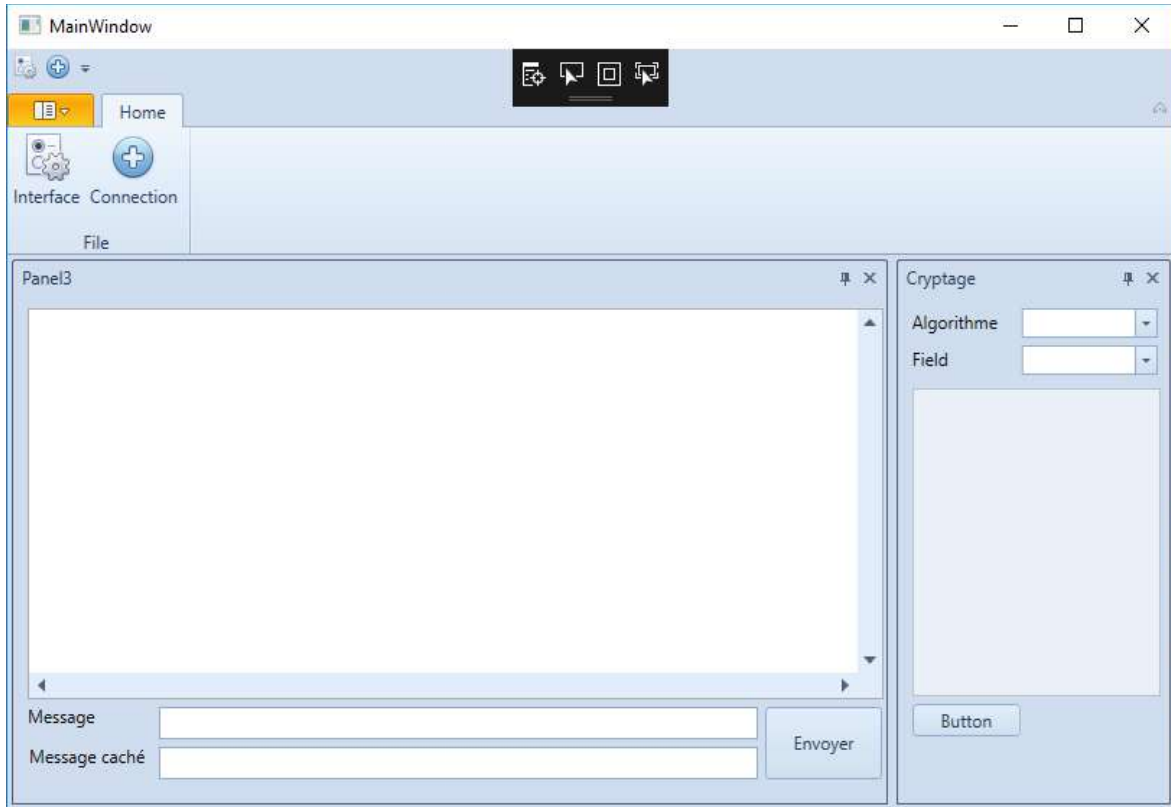 MainWindow
Home
Interface Connection
File
Panel3
Cryptage
Algorithme
Field
Message
Message caché
Envoyer
Button